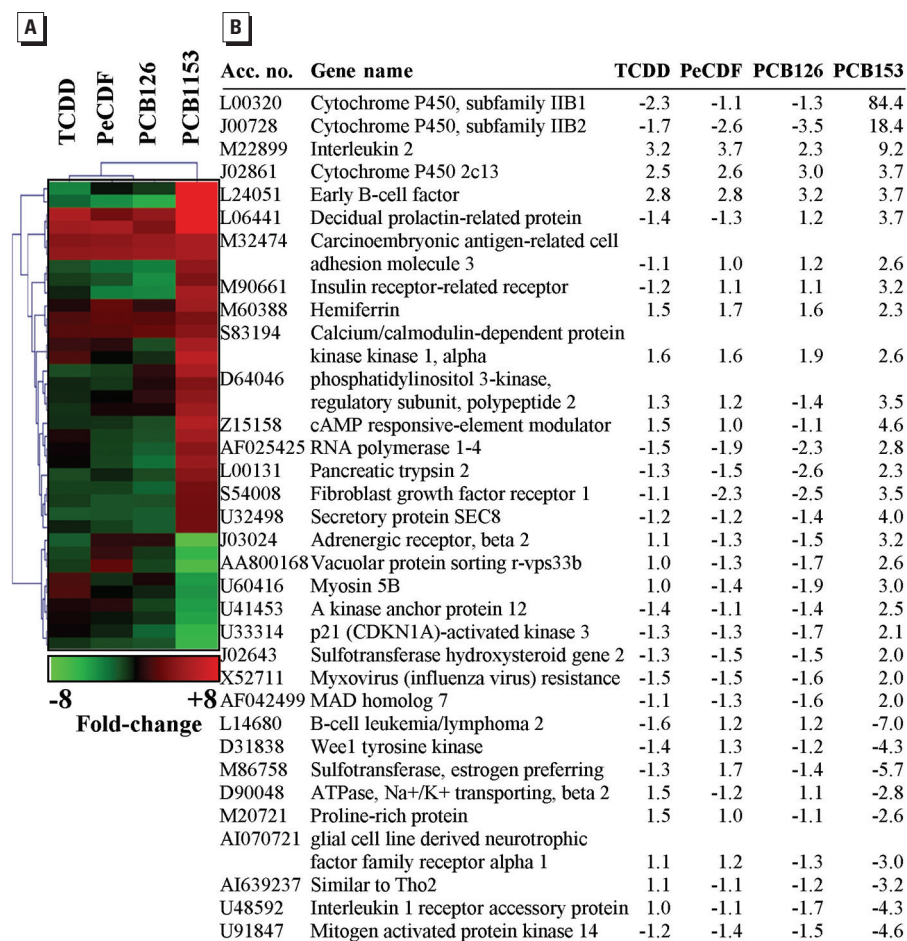 A
B
TCDD
PeCDF
PCB126
PCB1153
-8 +8
Fold-change
Acc. no. Gene name TCDD PeCDF PCB126 PCB153
L00320 Cytochrome P450, subfamily IIB1 -2.3 -1.1 -1.3 84.4
J00728 Cytochrome P450, subfamily IIB2 -1.7 -2.6 -3.5 18.4
M22899 Interleukin 2 3.2 3.7 2.3 9.2
J02861 Cytochrome P450 2c13 2.5 2.6 3.0 3.7
L24051 Early B-cell factor 2.8 2.8 3.2 3.7
L06441 Decidual prolactin-related protein -1.4 -1.3 1.2 3.7
M32474 Carcinoembryonic antigen-related cell
adhesion molecule 3 -1.1 1.0 1.2 2.6
M90661 Insulin receptor-related receptor -1.2 1.1 1.1 3.2
M60388 Hemiferrin 1.5 1.7 1.6 2.3
S83194 Calcium/calmodulin-dependent protein
kinase kinase 1, alpha 1.6 1.6 1.9 2.6
D64046 phosphatidylinositol 3-kinase,
regulatory subunit, polypeptide 2 1.3 1.2 -1.4 3.5
Z15158 cAMP responsive-element modulator 1.5 1.0 -1.1 4.6
AF025425 RNA polymerase 1-4 -1.5 -1.9 -2.3 2.8
L00131 Pancreatic trypsin 2 -1.3 -1.5 -2.6 2.3
S54008 Fibroblast growth factor receptor 1 -1.1 -2.3 -2.5 3.5
U32498 Secretory protein SEC8 -1.2 -1.2 -1.4 4.0
J03024 Adrenergic receptor, beta 2 1.1 -1.3 -1.5 3.2
AA800168 Vacuolar protein sorting r-vps33b 1.0 -1.3 -1.7 2.6
U60416 Myosin 5B 1.0 -1.4 -1.9 3.0
U41453 A kinase anchor protein 12 -1.4 -1.1 -1.4 2.5
U33314 p21 (CDKN1A)-activated kinase 3 -1.3 -1.3 -1.7 2.1
J02643 Sulfotransferase hydroxysteroid gene 2 -1.3 -1.5 -1.5 2.0
X52711 Myxovirus (influenza virus) resistance -1.5 -1.5 -1.6 2.0
AF042499 MAD homolog 7 -1.1 -1.3 -1.6 2.0
L14680 B-cell leukemia/lymphoma 2 -1.6 1.2 1.2 -7.0
D31838 Wee1 tyrosine kinase -1.4 1.3 -1.2 -4.3
M86758 Sulfotransferase, estrogen preferring -1.3 1.7 -1.4 -5.7
D90048 ATPase, Na+/K+ transporting, beta 2 1.5 -1.2 1.1 -2.8
M20721 Proline-rich protein 1.5 1.0 -1.1 -2.6
AI070721 glial cell line derived neurotrophic
factor family receptor alpha 1 1.1 1.2 -1.3 -3.0
AI639237 Similar to Tho2 1.1 -1.1 -1.2 -3.2
U48592 Interleukin 1 receptor accessory protein 1.0 -1.1 -1.7 -4.3
U91847 Mitogen activated protein kinase 14 -1.2 -1.4 -1.5 -4.6